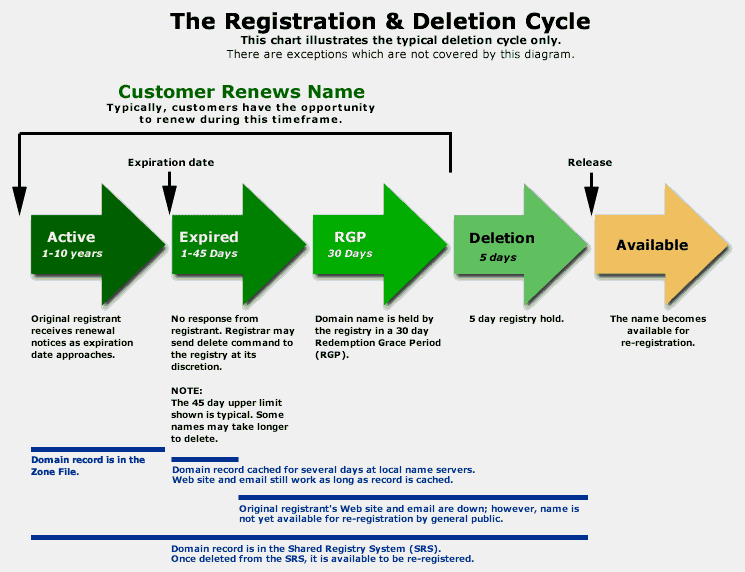 The Registration & Deletion Cycle
This chart illustrates the typical deletion cycle only.
There are exceptions which are not covered by this diagram.
Customer Renews Name
Typically, customers have the opportunity
to renew during this timeframe.
Expiration date
Release
Active
1-10 years
Expired
1-45 Days
RGP
30 Days
Deletion
5 days
Available
Original registrant
receives renewal
notices as expiration
date approaches.
No response from
registrant. Registrar may
send delete command to
the registry at its
discretion.
NOTE:
The 45 day upper limit
shown is typical. Some
names may take longer
to delete.
Domain name is held by
the registry in a 30 day
Redemption Grace Period
(RGP).
5 day registry hold.
The name becomes
available for
re-registration.
Domain record is in the
Zone File.
Domain record cached for several days at local name servers.
Web site and email still work as long as record is cached.
Original registrant's Web site and email are down; however, name is
not yet available for re-registration by general public.
Domain record is in the Shared Registry System (SRS).
Once deleted from the SRS, it is available to be re-registered.